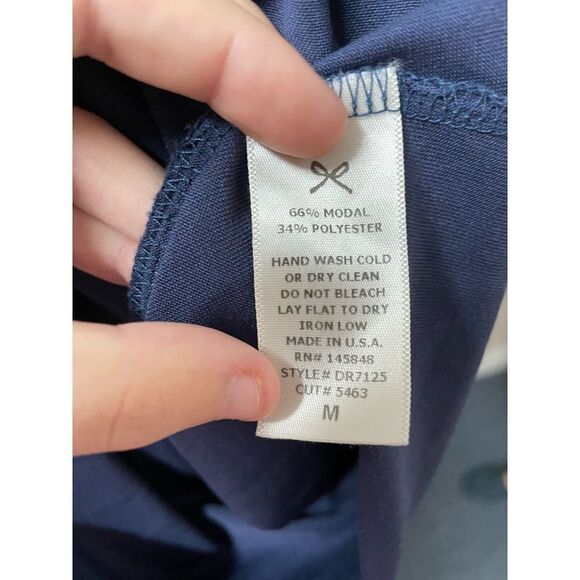 66% MODAL
34% POLYESTER
HAND WASH COLD
OR DRY CLEAN
DO NOT BLEACH
LAY FLAT TO DRY
IRON LOW
MADE IN U.S.A.
RN# 145848
STYLE# DR7125
CUT# 5463
M